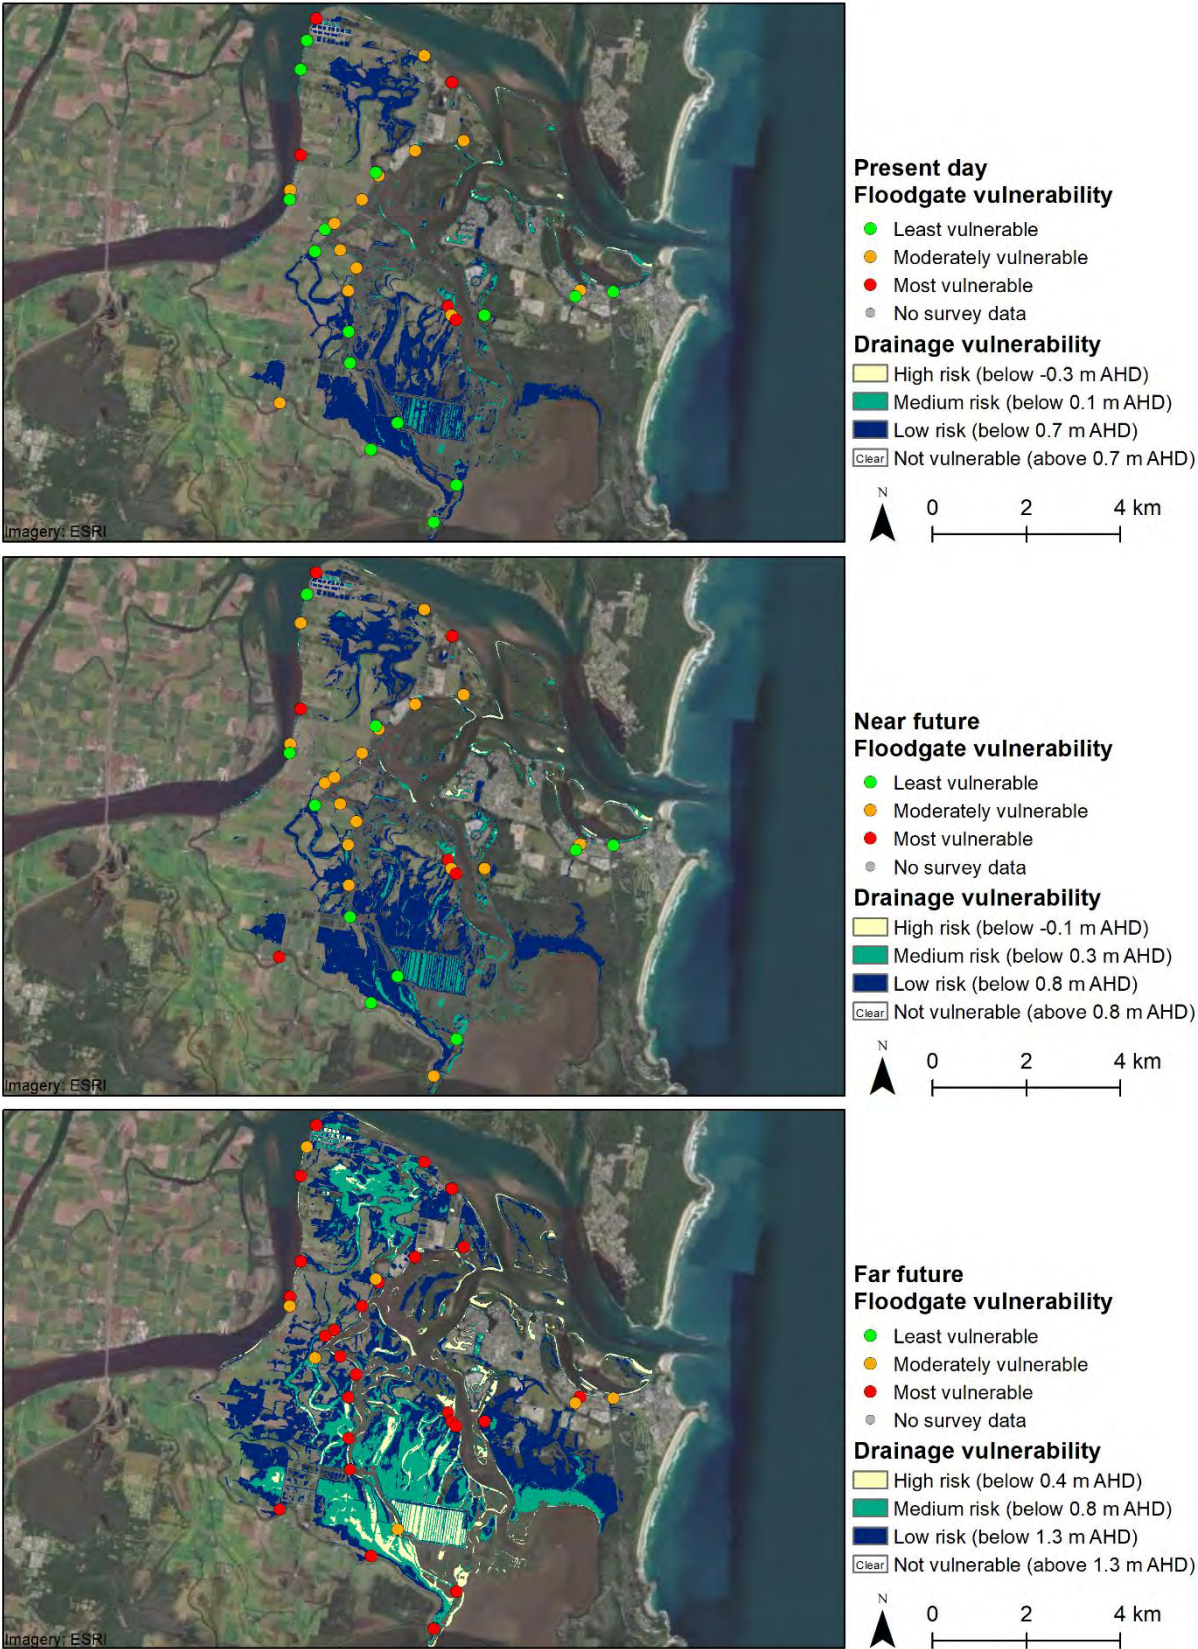 Present day
Floodgate vulnerability
Least vulnerable
Moderately vulnerable
Most vulnerable
No survey data
Drainage vulnerability
High risk (below -0.3 m AHD)
Medium risk (below 0.1 m AHD)
Low risk (below 0.7 m AHD)
Clear Not vulnerable (above 0.7 m AHD)
N
0 2 4 km
Imagery: ESRI
Near future
Floodgate vulnerability
Least vulnerable
Moderately vulnerable
Most vulnerable
No survey data
Drainage vulnerability
High risk (below -0.1 m AHD)
Medium risk (below 0.3 m AHD)
Low risk (below 0.8 m AHD)
Clear Not vulnerable (above 0.8 m AHD)
N
0 2 4 km
Imagery: ESRI
Far future
Floodgate vulnerability
Least vulnerable
Moderately vulnerable
Most vulnerable
No survey data
Drainage vulnerability
High risk (below 0.4 m AHD)
Medium risk (below 0.8 m AHD)
Low risk (below 1.3 m AHD)
Clear Not vulnerable (above 1.3 m AHD)
N
0 2 4 km
Imagery: ESRI